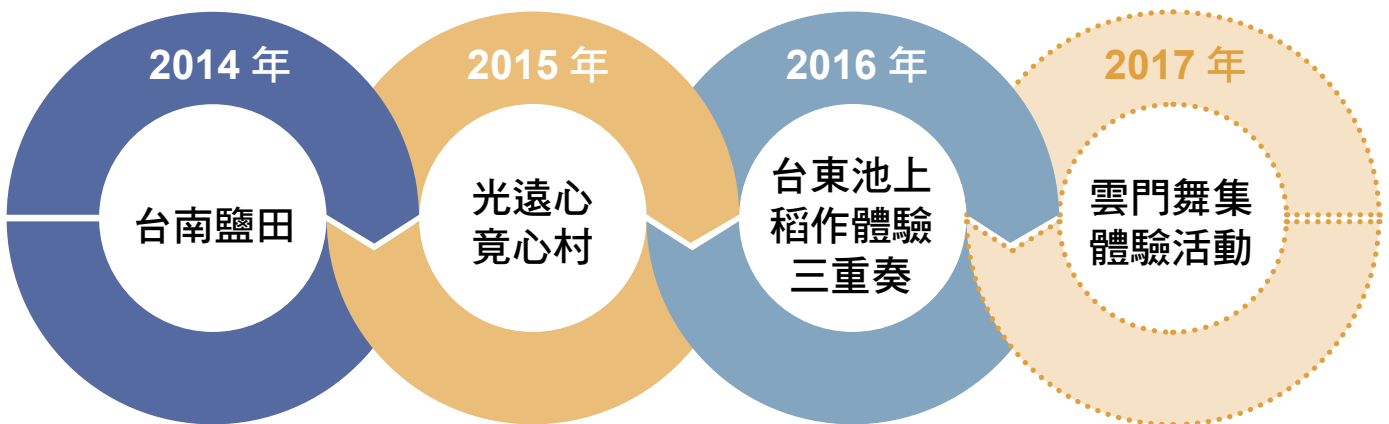 2014 年
台南鹽田
2015 年
光遠心
竟心村
2016 年
台東池上
稻作體驗
三重奏
2017 年
雲門舞集
體驗活動